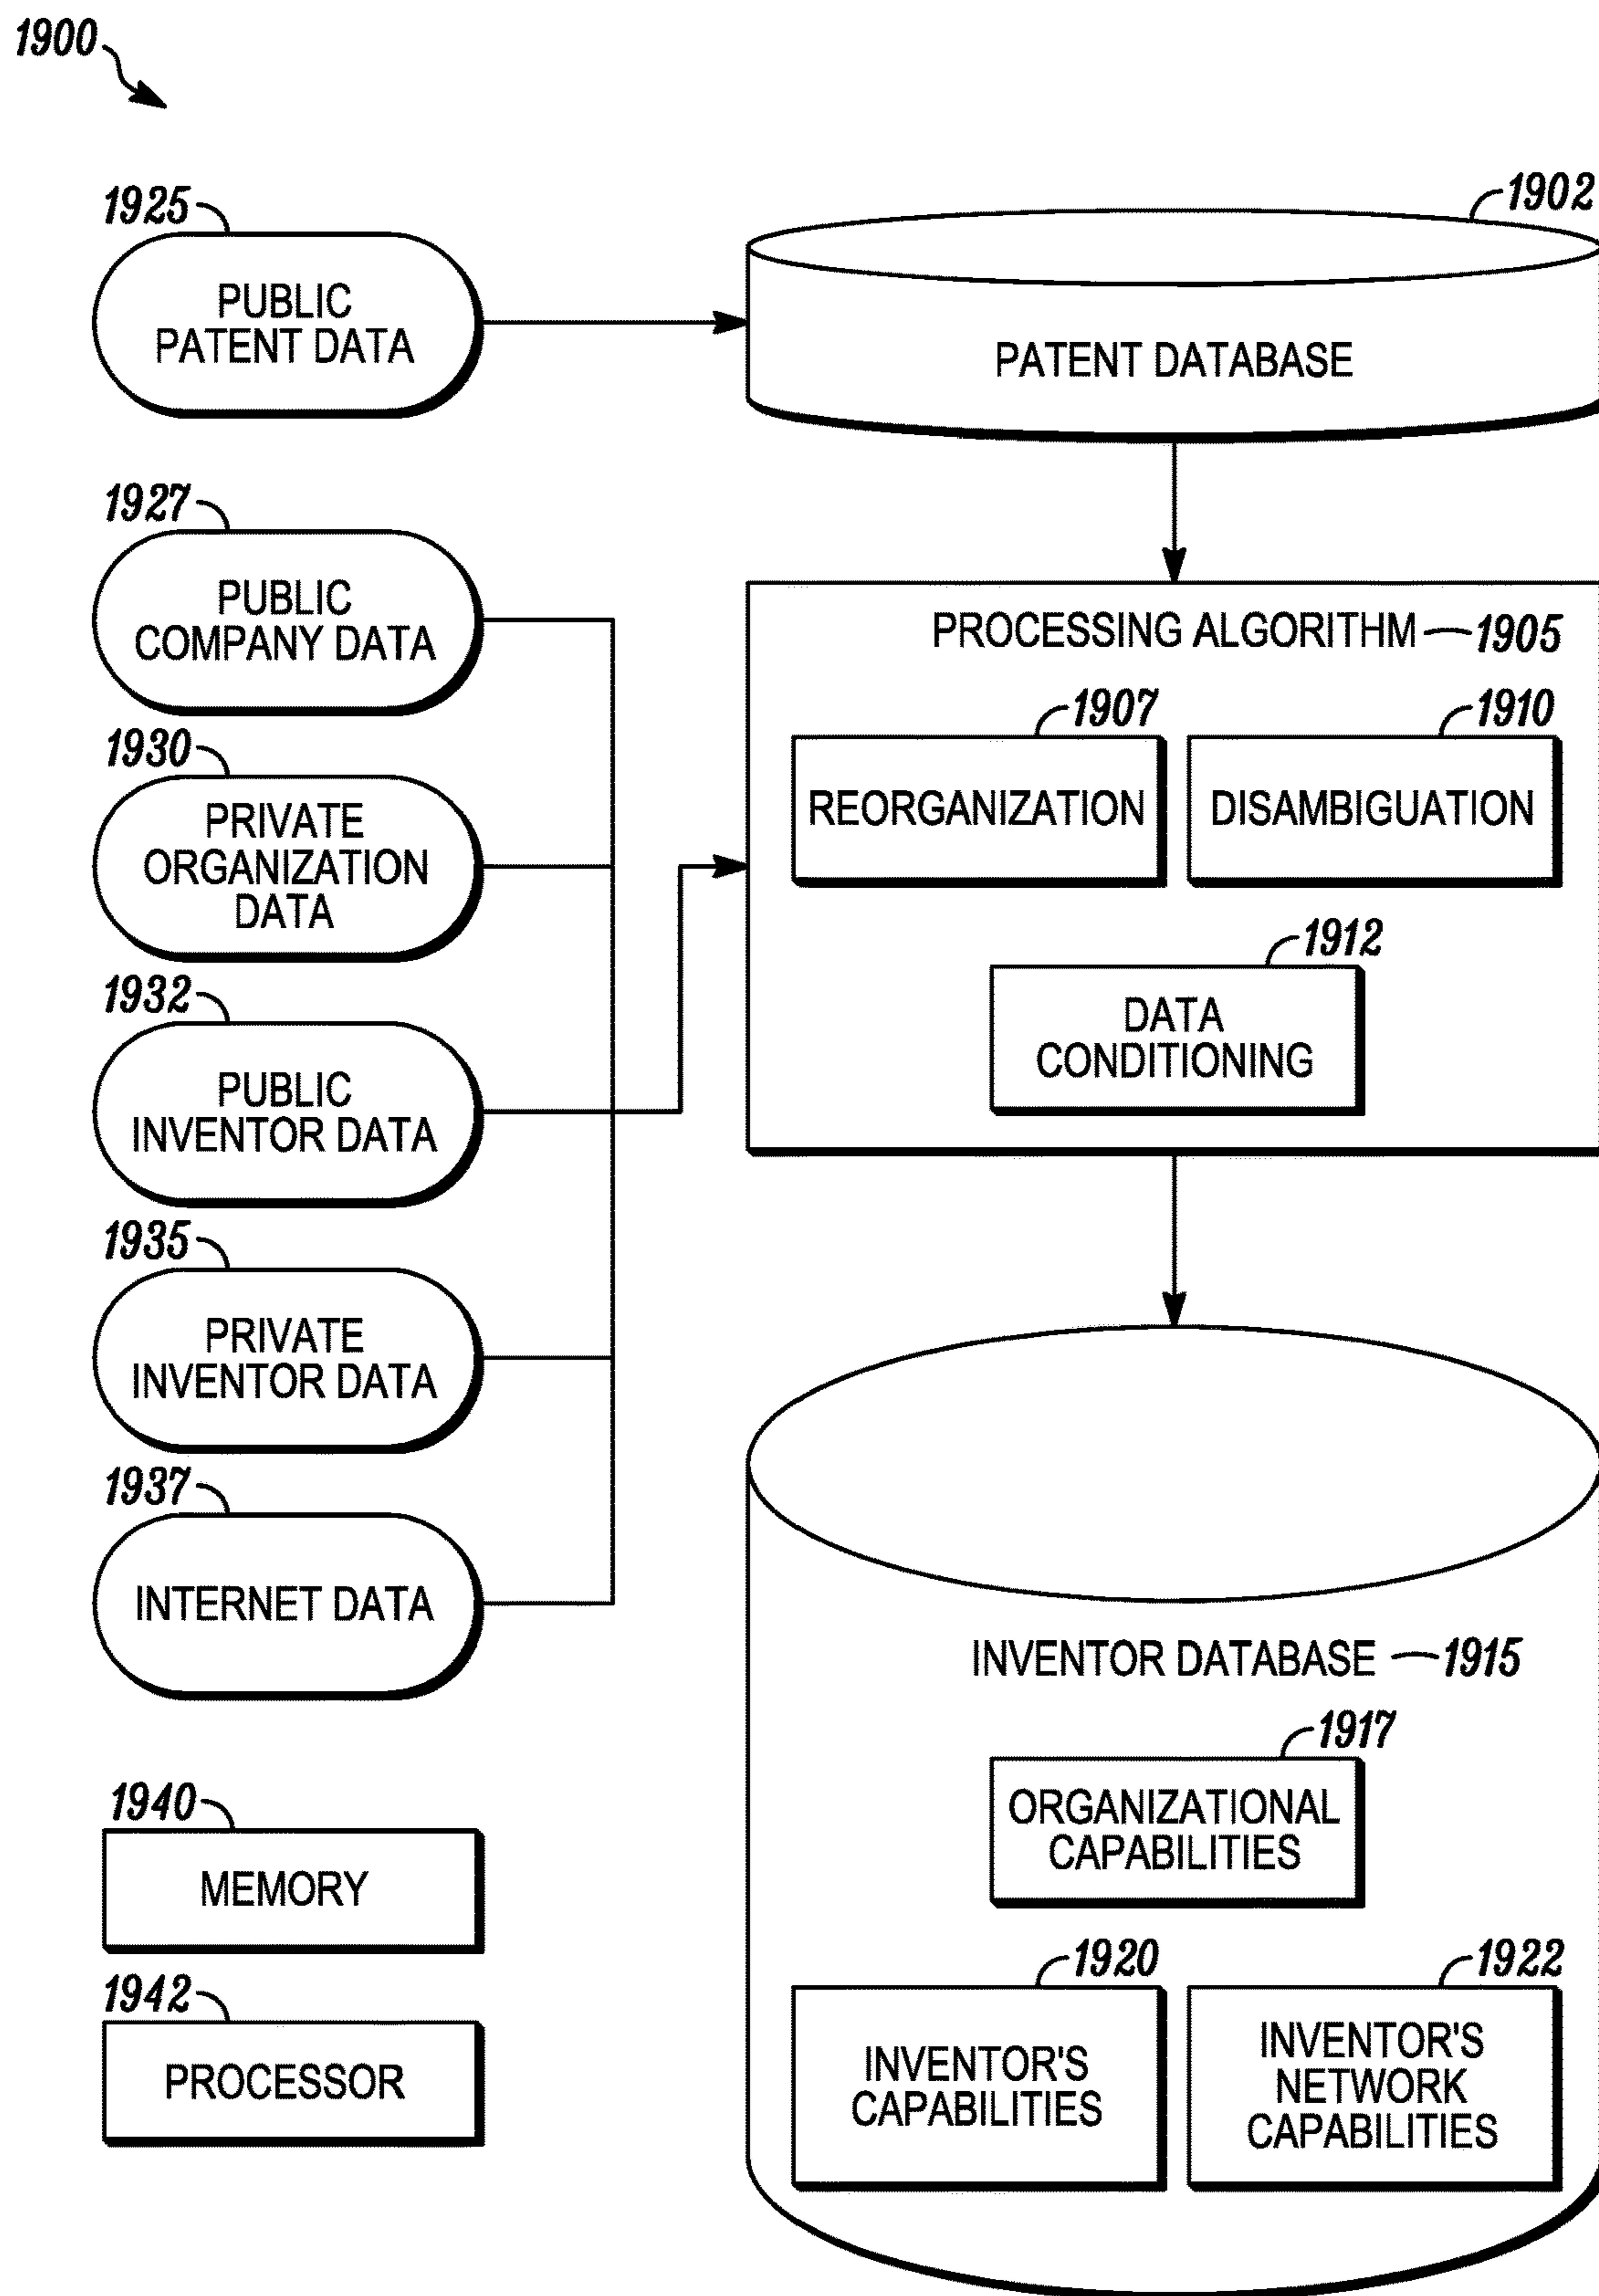 1900
1925
PUBLIC
PATENT DATA
1902
PATENT DATABASE
1927
PUBLIC
COMPANY DATA
1930
PRIVATE
ORGANIZATION
DATA
1932
PUBLIC
INVENTOR DATA
1935
PRIVATE
INVENTOR DATA
1937
INTERNET DATA
1940
MEMORY
1942
PROCESSOR
PROCESSING ALGORITHM 1905
1907
REORGANIZATION
1910
DISAMBIGUATION
1912
DATA
CONDITIONING
INVENTOR DATABASE 1915
1917
ORGANIZATIONAL
CAPABILITIES
1920
INVENTOR'S
CAPABILITIES
1922
INVENTOR'S
NETWORK
CAPABILITIES